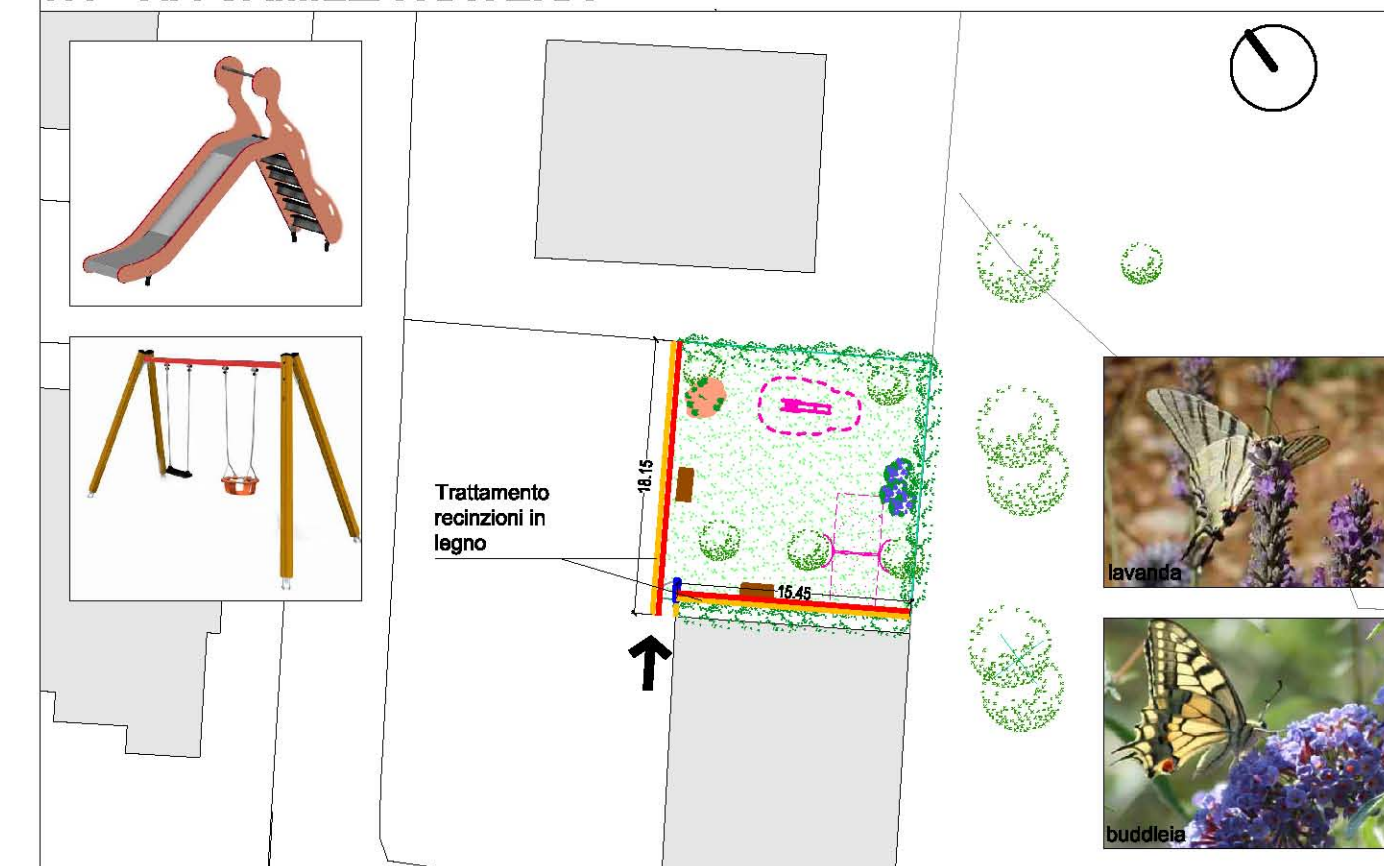 18.15
Trattamento
recinzioni in
legno
15.45
lavanda
buddleia